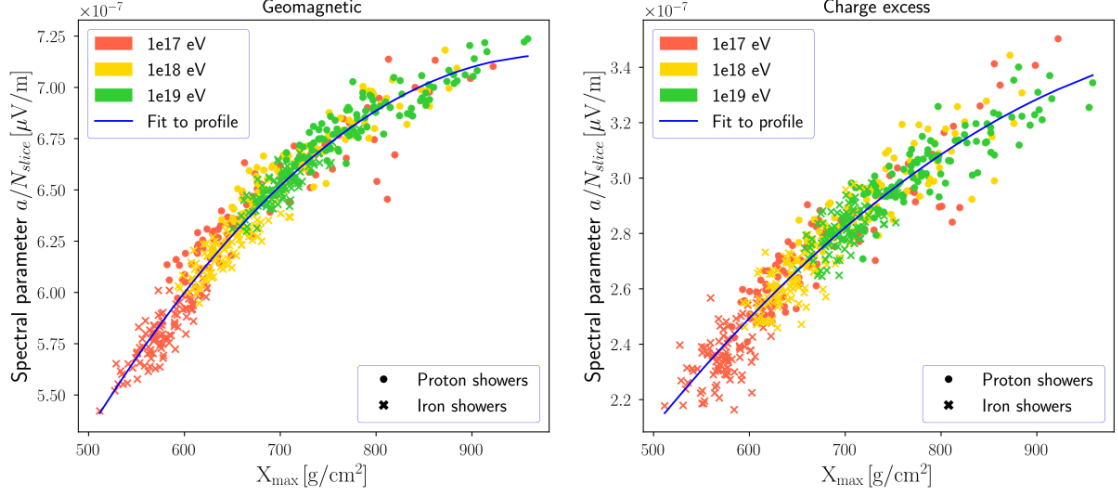 Geomagnetic
×10⁻⁷
7.25
7.00
6.75
6.50
6.25
6.00
5.75
5.50
Spectral parameter a/N_slice [μV/m]
1e17 eV
1e18 eV
1e19 eV
Fit to profile
Proton showers
Iron showers
500 600 700 800 900
X_max [g/cm²]
Charge excess
×10⁻⁷
3.4
3.2
3.0
2.8
2.6
2.4
2.2
Spectral parameter a/N_slice [μV/m]
1e17 eV
1e18 eV
1e19 eV
Fit to profile
Proton showers
Iron showers
500 600 700 800 900
X_max [g/cm²]